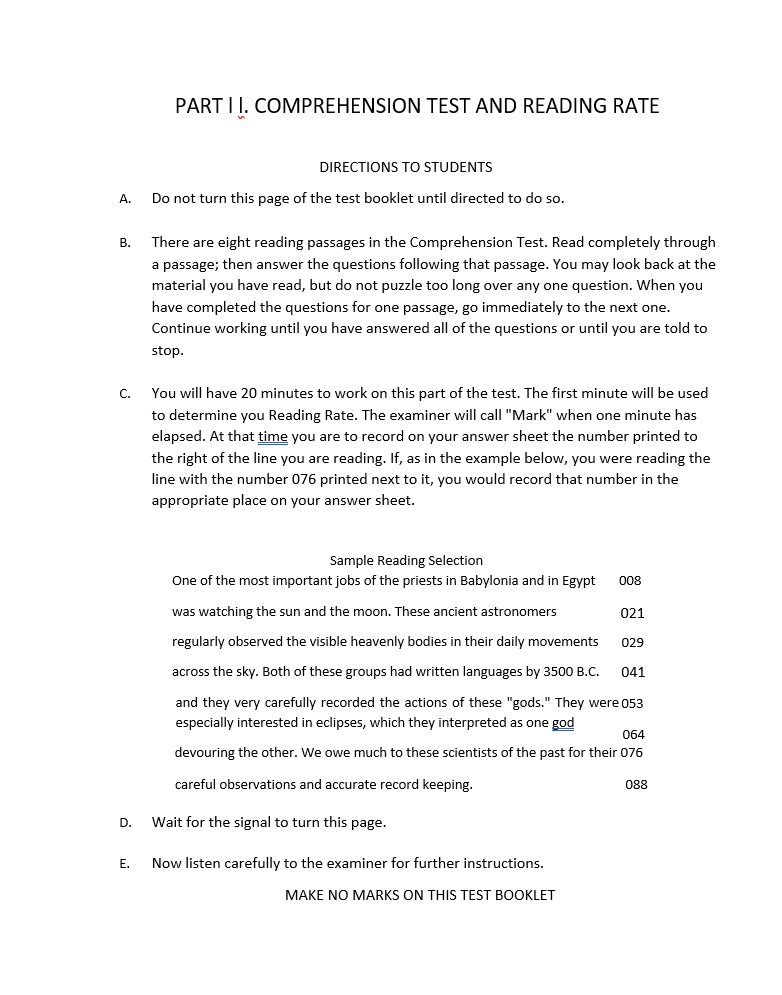 PART l l. COMPREHENSION TEST AND READING RATE
DIRECTIONS TO STUDENTS
A. Do not turn this page of the test booklet until directed to do so.
B. There are eight reading passages in the Comprehension Test. Read completely through
a passage; then answer the questions following that passage. You may look back at the
material you have read, but do not puzzle too long over any one question. When you
have completed the questions for one passage, go immediately to the next one.
Continue working until you have answered all of the questions or until you are told to
stop.
C. You will have 20 minutes to work on this part of the test. The first minute will be used
to determine you Reading Rate. The examiner will call "Mark" when one minute has
elapsed. At that time you are to record on your answer sheet the number printed to
the right of the line you are reading. If, as in the example below, you were reading the
line with the number 076 printed next to it, you would record that number in the
appropriate place on your answer sheet.
Sample Reading Selection
One of the most important jobs of the priests in Babylonia and in Egypt 008
was watching the sun and the moon. These ancient astronomers 021
regularly observed the visible heavenly bodies in their daily movements 029
across the sky. Both of these groups had written languages by 3500 B.C. 041
and they very carefully recorded the actions of these "gods." They were 053
especially interested in eclipses, which they interpreted as one god
064
devouring the other. We owe much to these scientists of the past for their 076
careful observations and accurate record keeping. 088
D. Wait for the signal to turn this page.
E. Now listen carefully to the examiner for further instructions.
MAKE NO MARKS ON THIS TEST BOOKLET